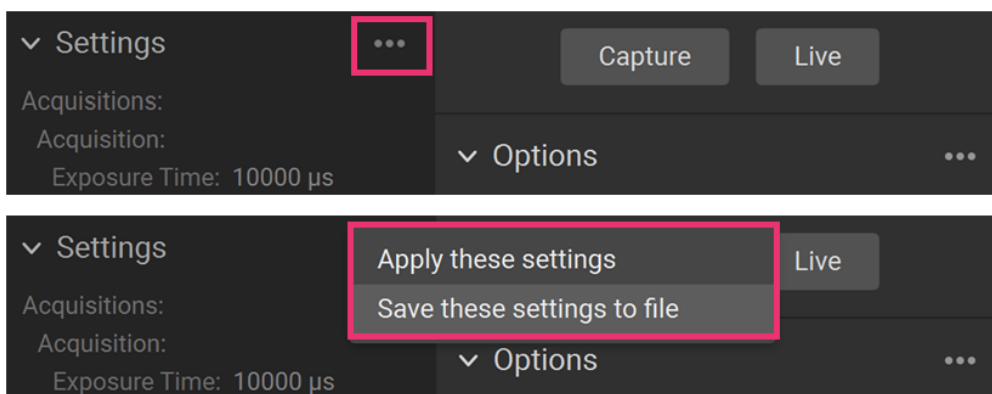 Settings •••
Capture Live
Acquisitions:
Acquisition:
Options •••
Exposure Time: 10000 µs
Settings
Apply these settings
Live
Save these settings to file
Acquisitions:
Acquisition:
Options •••
Exposure Time: 10000 µs